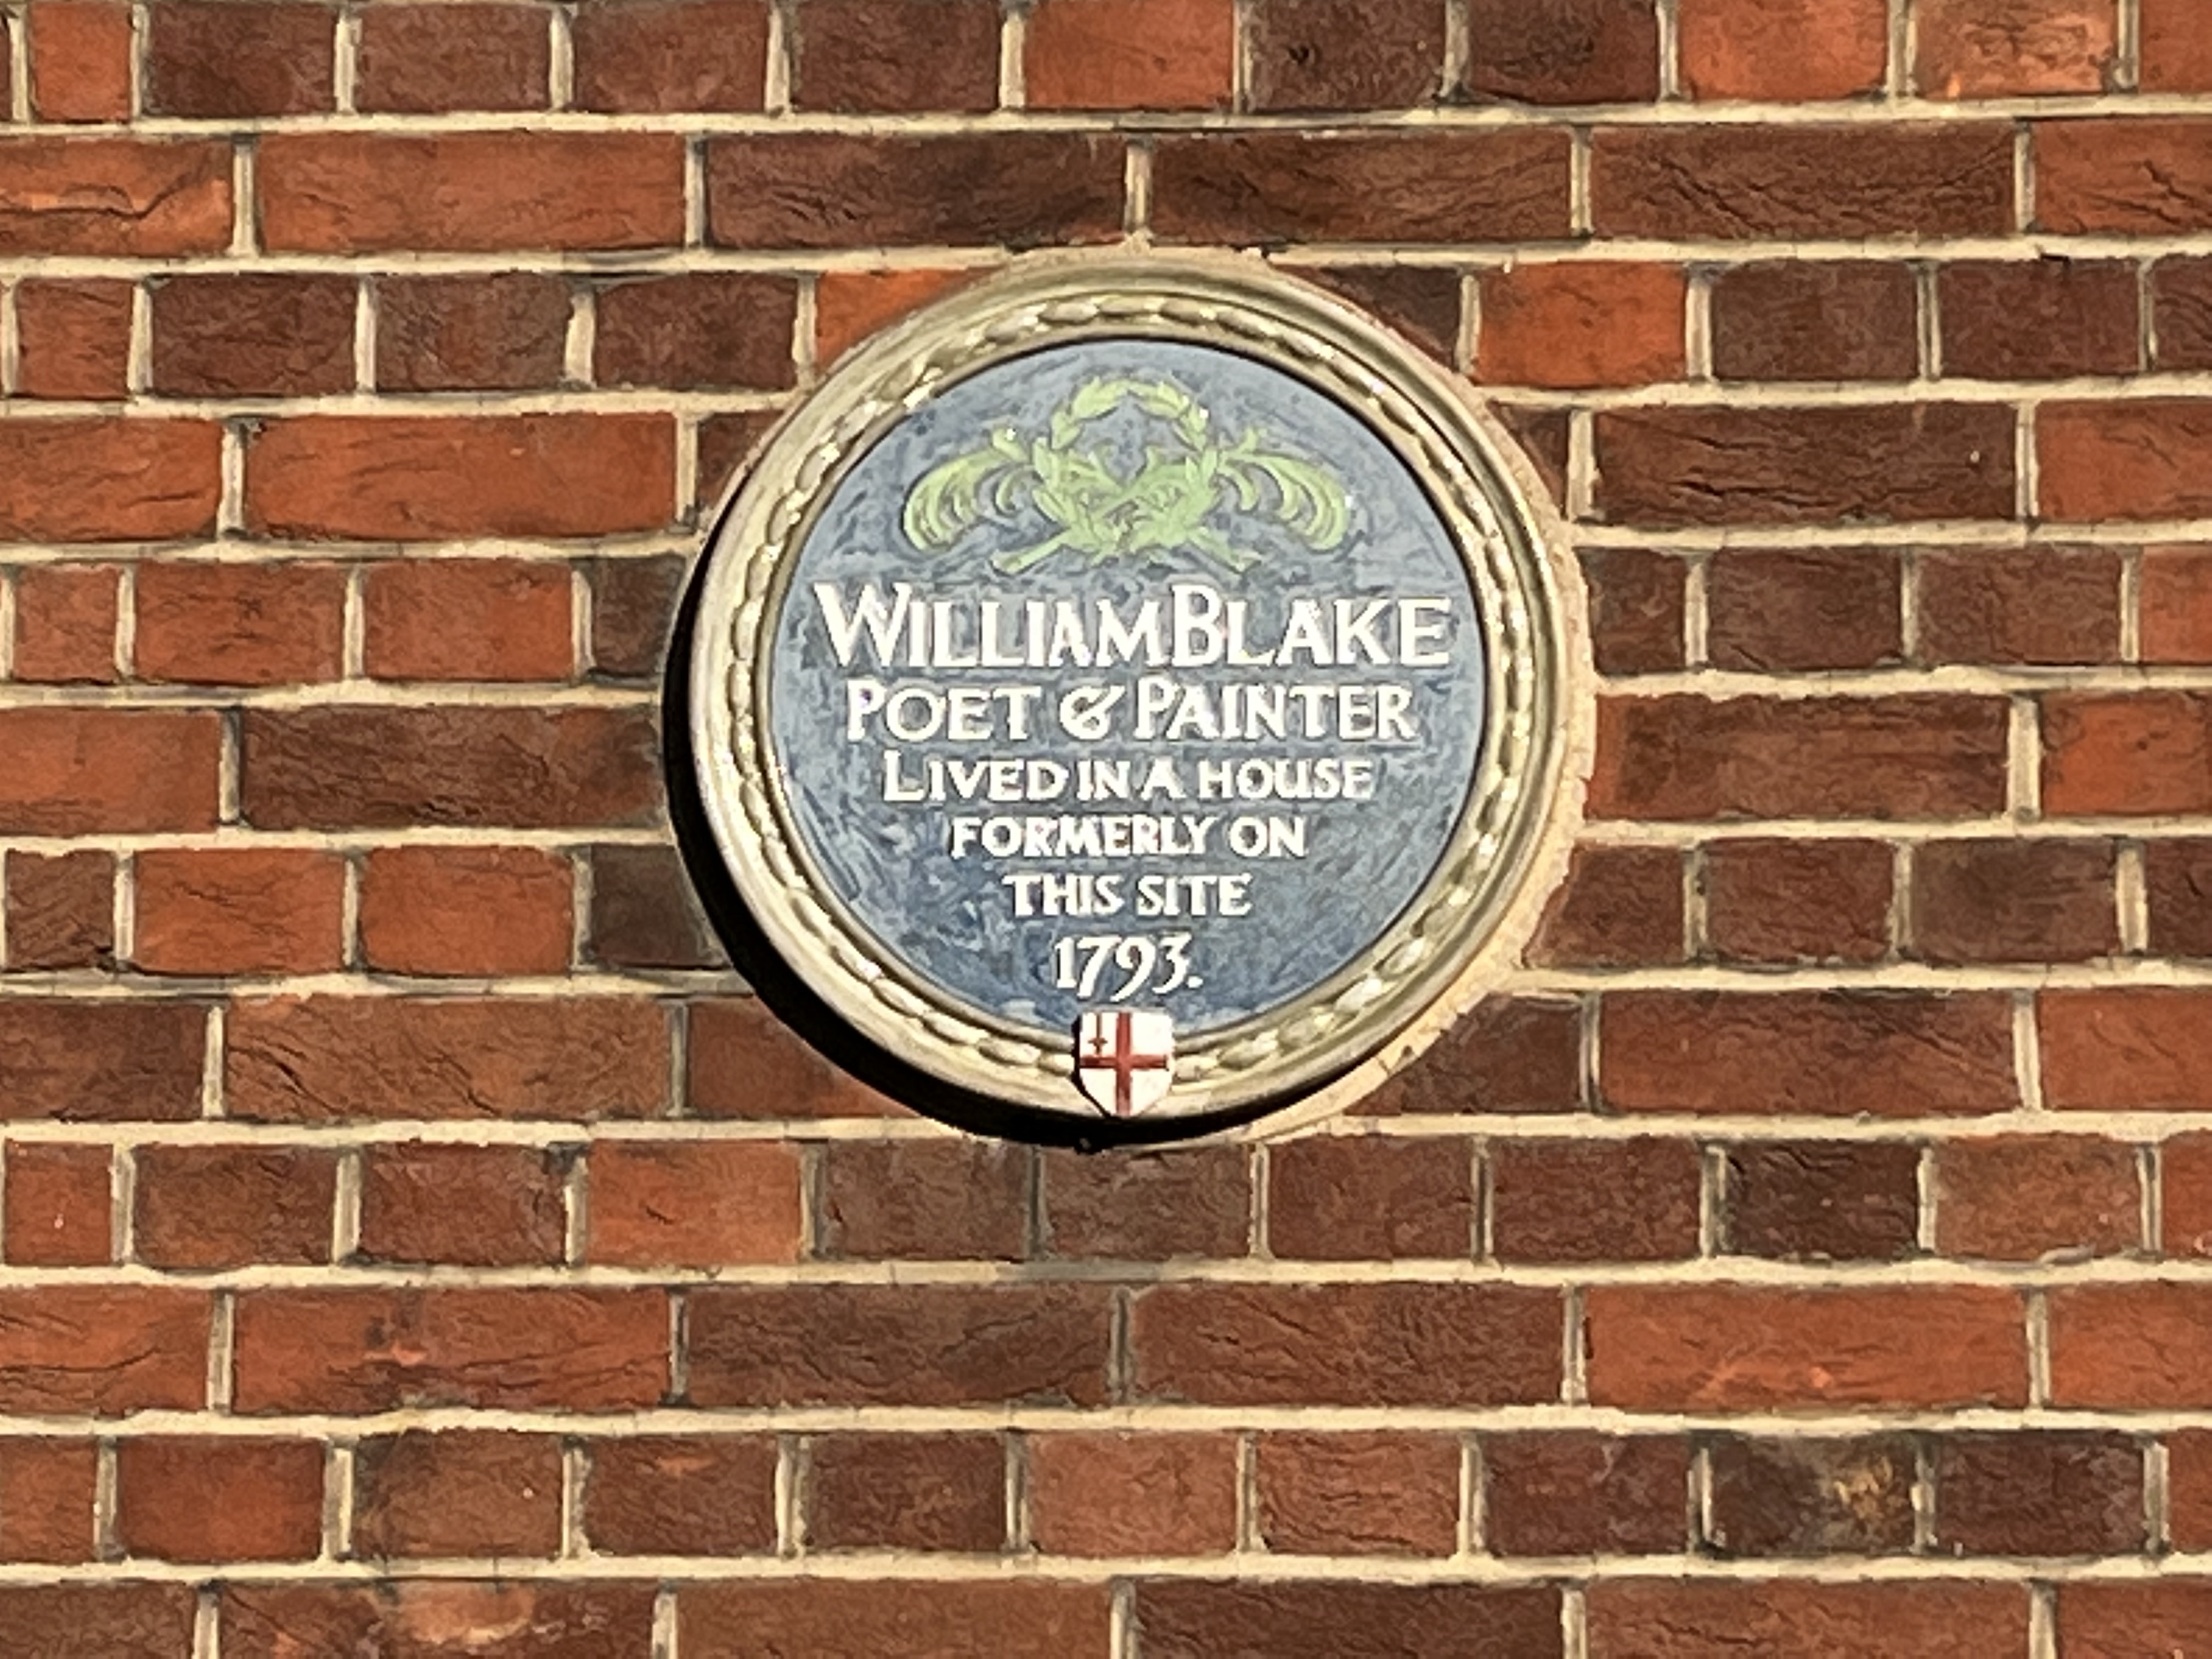 WILLIAM BLAKE
POET & PAINTER
LIVED IN A HOUSE
FORMERLY ON
THIS SITE
1793.